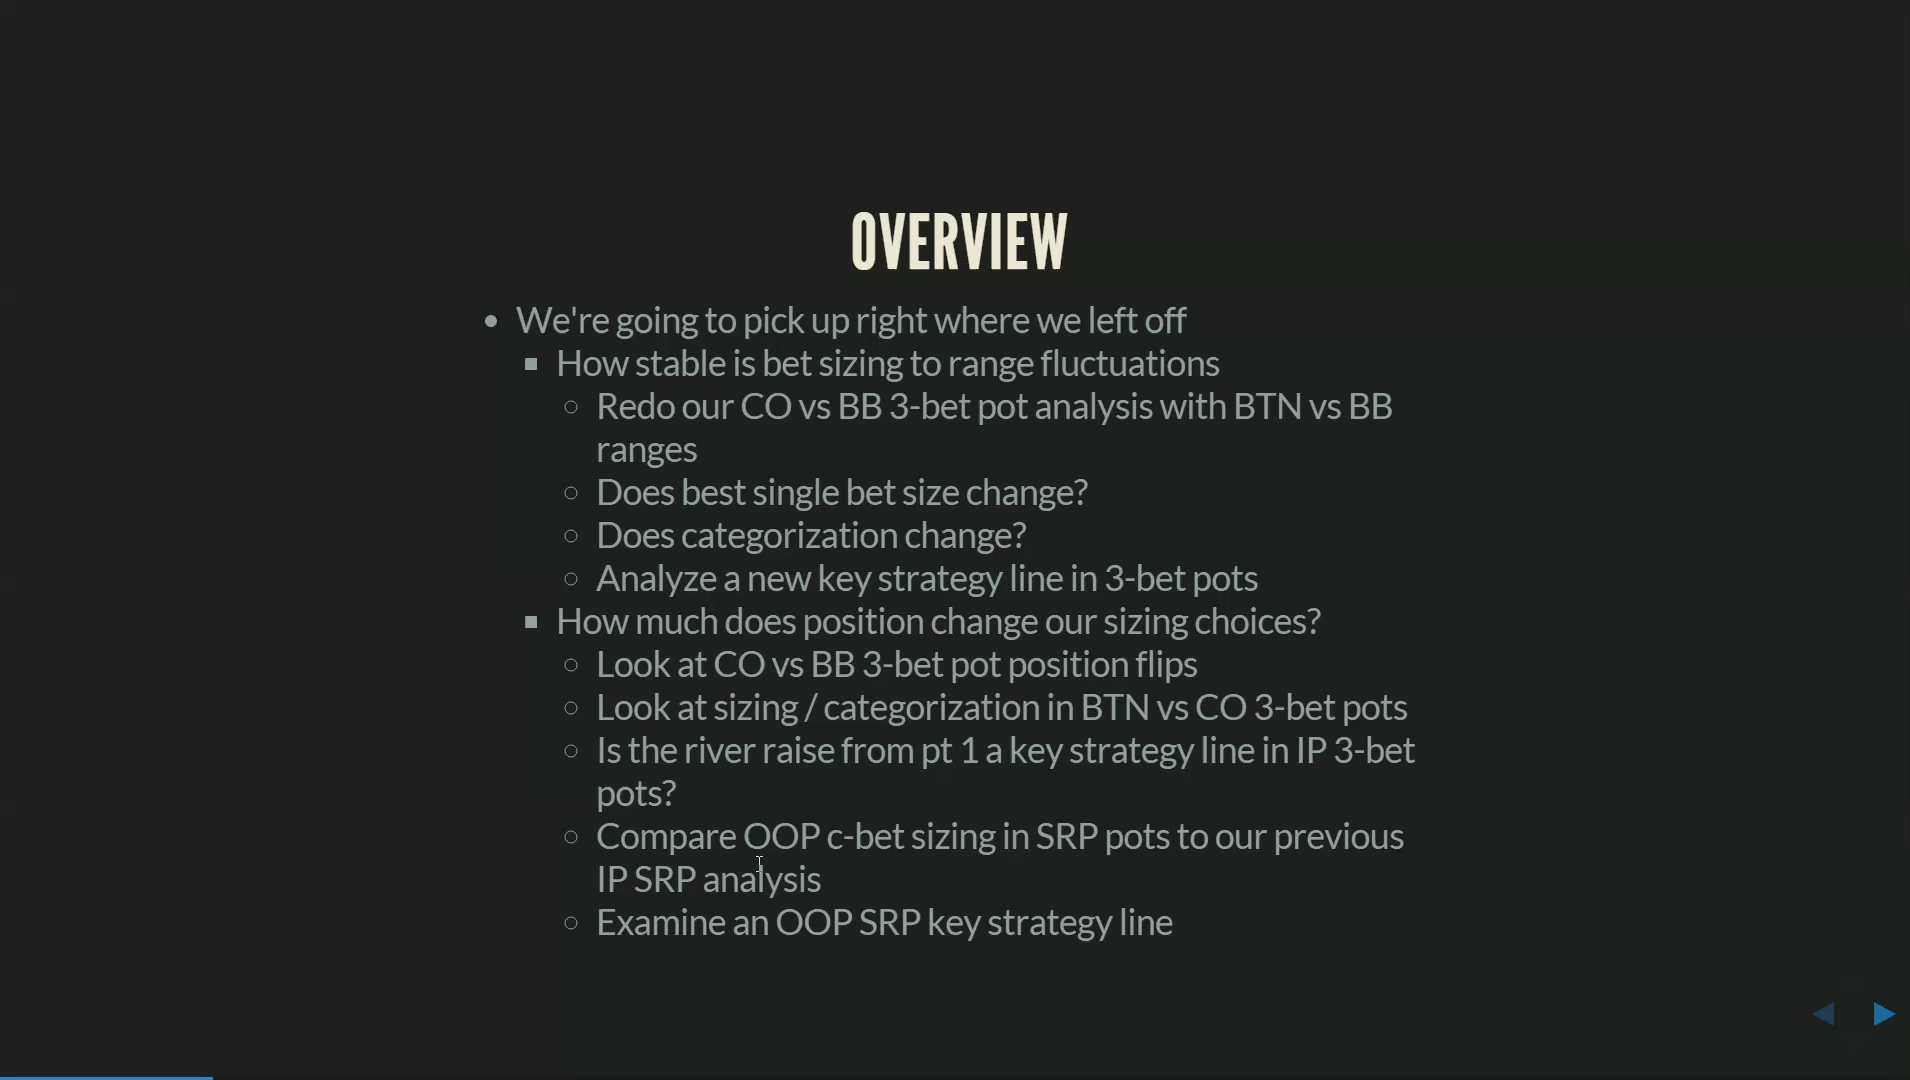 OVERVIEW
We're going to pick up right where we left off
How stable is bet sizing to range fluctuations
Redo our CO vs BB 3-bet pot analysis with BTN vs BB
ranges
Does best single bet size change?
Does categorization change?
Analyze a new key strategy line in 3-bet pots
How much does position change our sizing choices?
Look at CO vs BB 3-bet pot position flips
Look at sizing / categorization in BTN vs CO 3-bet pots
Is the river raise from pt 1 a key strategy line in IP 3-bet
pots?
Compare OOP c-bet sizing in SRP pots to our previous
IP SRP analysis
Examine an OOP SRP key strategy line